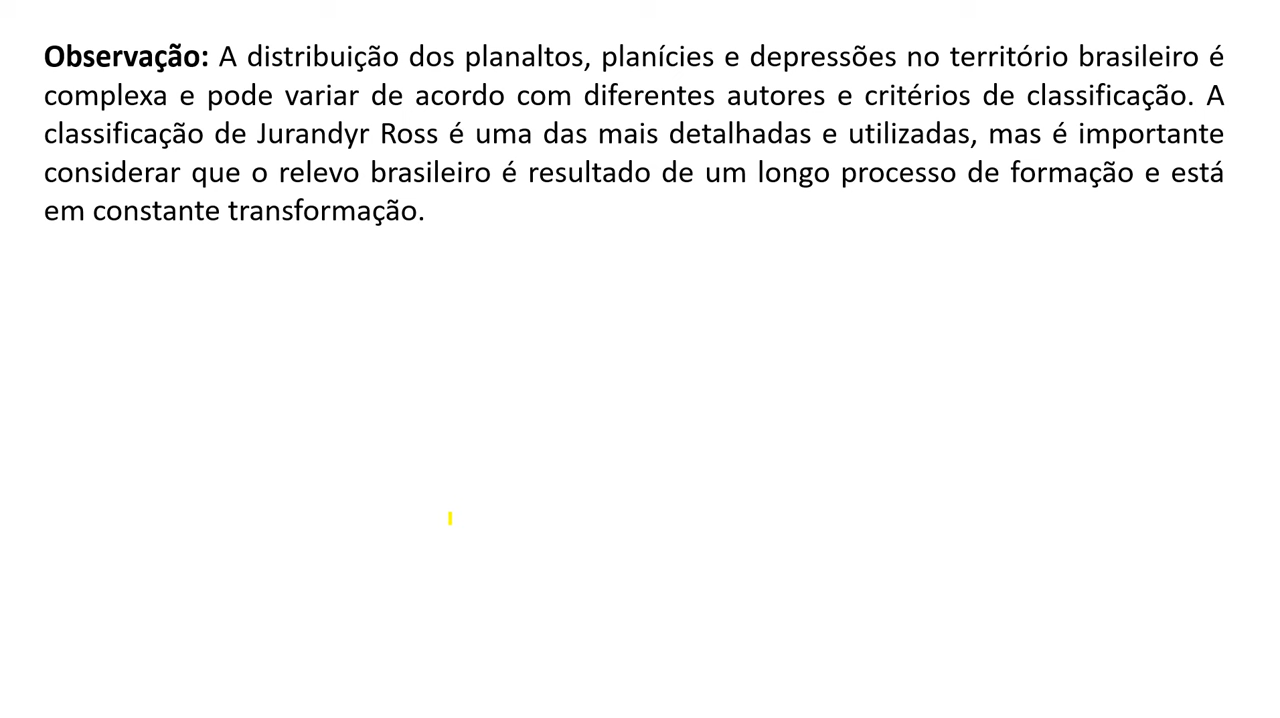 Observação: A distribuição dos planaltos, planícies e depressões no território brasileiro é
complexa e pode variar de acordo com diferentes autores e critérios de classificação. A
classificação de Jurandyr Ross é uma das mais detalhadas e utilizadas, mas é importante
considerar que o relevo brasileiro é resultado de um longo processo de formação e está
em constante transformação.